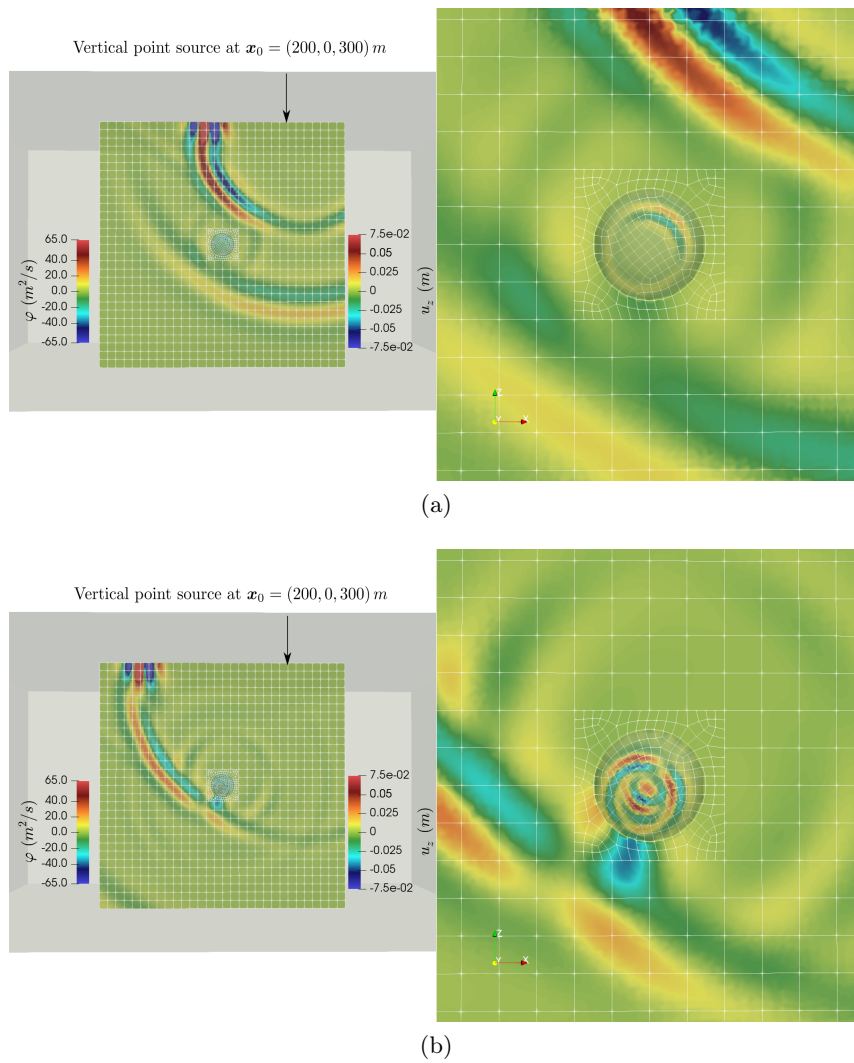 Vertical point source at x₀ = (200, 0, 300) m
65.0
40.0
20.0
0.0
-20.0
-40.0
-65.0
φ (m²/s)
7.5e-02
0.05
0.025
0
-0.025
-0.05
-7.5e-02
u_z (m)
Z
Y
X
(a)
Vertical point source at x₀ = (200, 0, 300) m
65.0
40.0
20.0
0.0
-20.0
-40.0
-65.0
φ (m²/s)
7.5e-02
0.05
0.025
0
-0.025
-0.05
-7.5e-02
u_z (m)
Z
Y
X
(b)